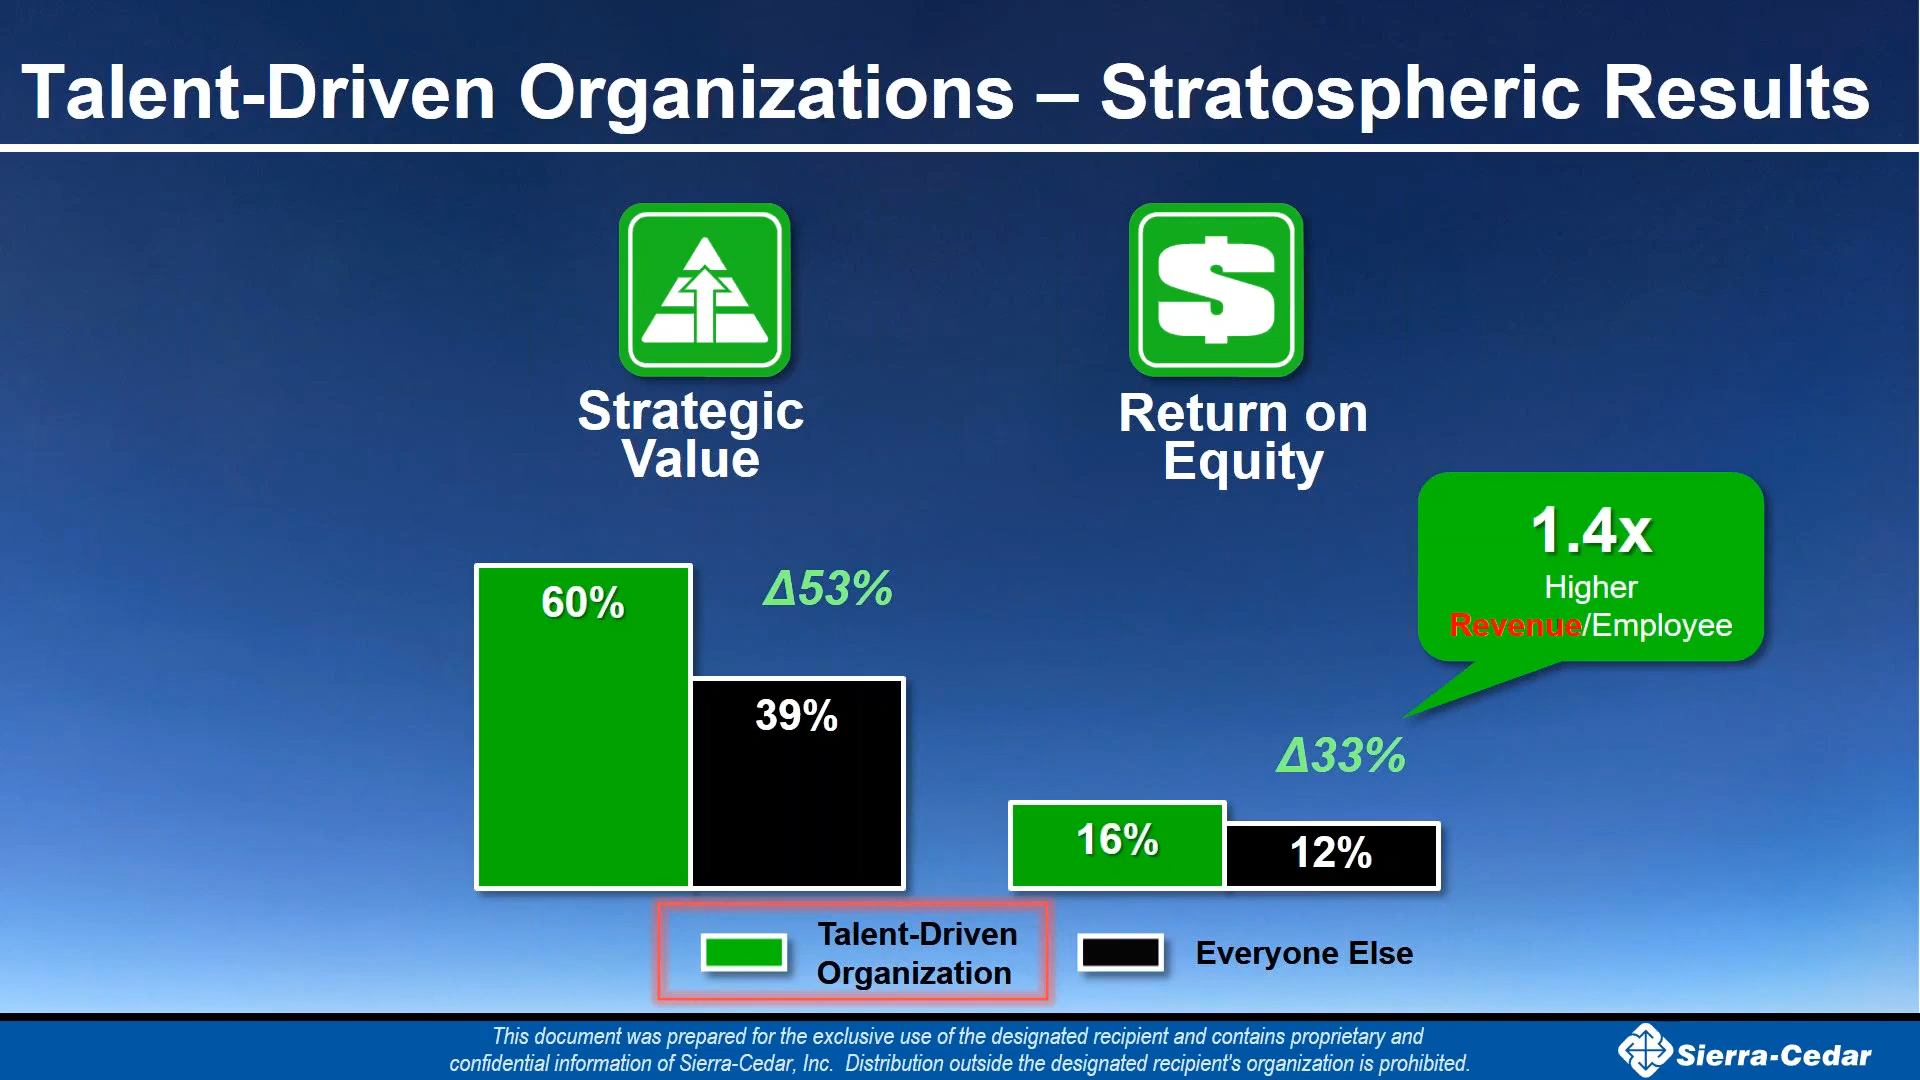 Talent-Driven Organizations – Stratospheric Results
Strategic
Value
Return on
Equity
1.4x
Higher
Revenue/Employee
60%
Δ53%
39%
Δ33%
16%
12%
Talent-Driven
Organization
Everyone Else
This document was prepared for the exclusive use of the designated recipient and contains proprietary and
confidential information of Sierra-Cedar, Inc.  Distribution outside the designated recipient's organization is prohibited.
Sierra-Cedar